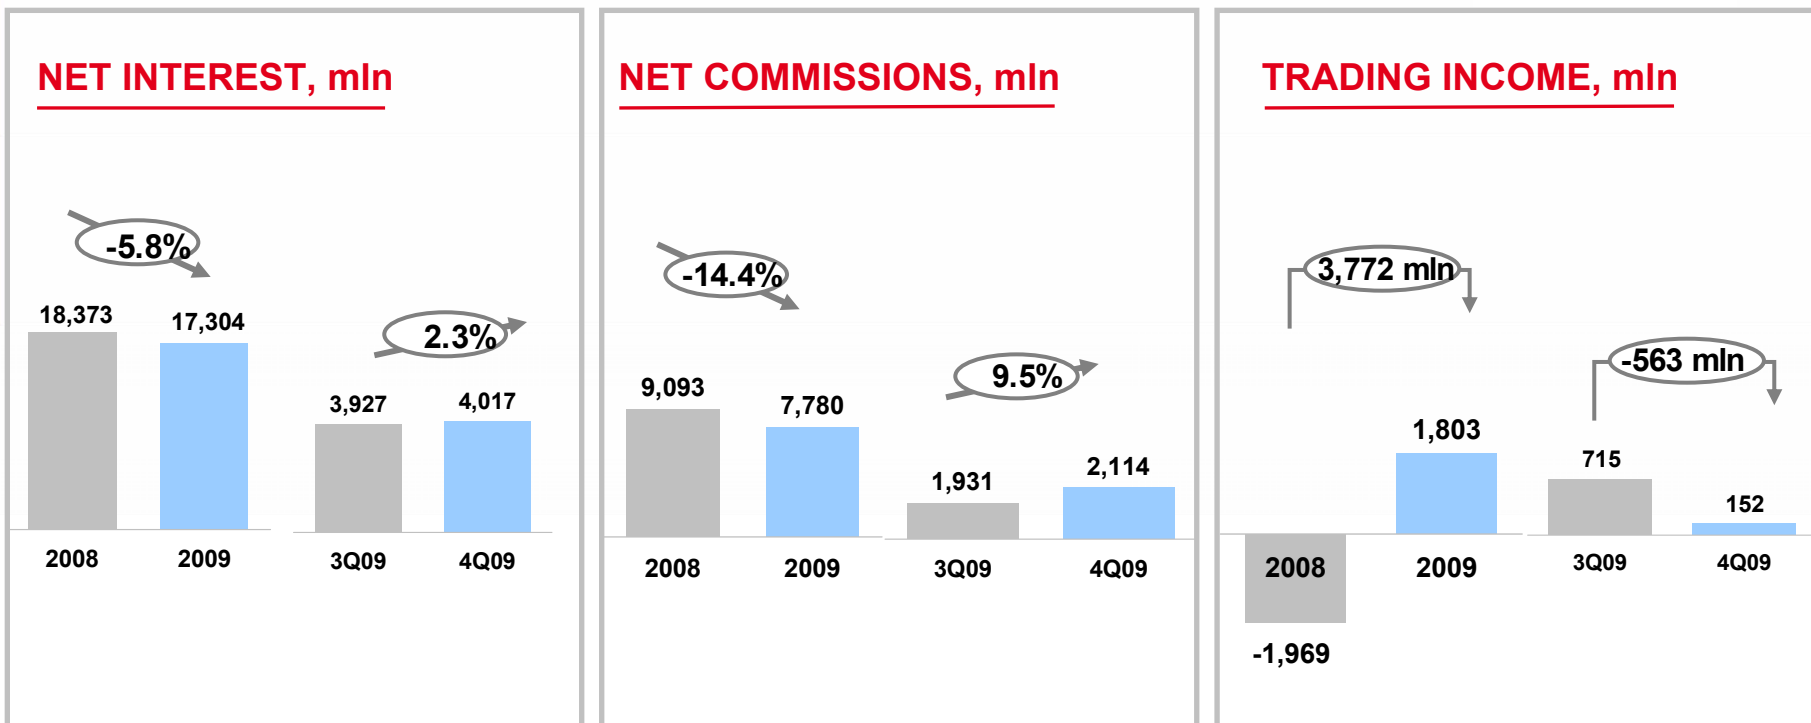 NET INTEREST, mln
-5.8%
18,373
17,304
2.3%
3,927
4,017
2008
2009
3Q09
4Q09
NET COMMISSIONS, mln
-14.4%
9,093
7,780
9.5%
1,931
2,114
2008
2009
3Q09
4Q09
TRADING INCOME, mln
3,772 mln
-563 mln
1,803
715
152
2008
2009
3Q09
4Q09
-1,969